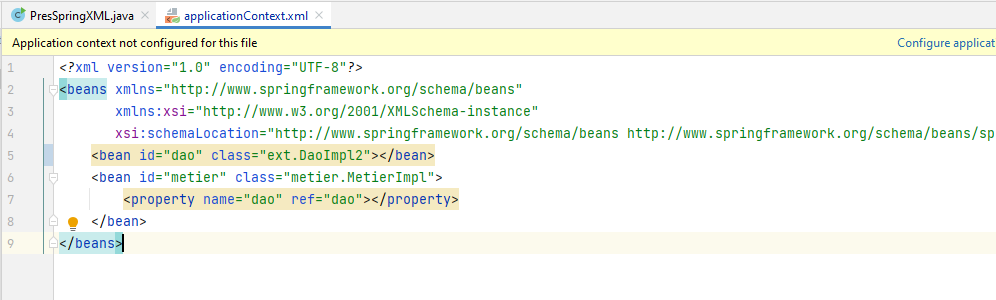 PresSpringXML.java
applicationContext.xml
Application context not configured for this file
Configure applicat
1 <?xml version="1.0" encoding="UTF-8"?>
2 <beans xmlns="http://www.springframework.org/schema/beans"
3 xmlns:xsi="http://www.w3.org/2001/XMLSchema-instance"
4 xsi:schemaLocation="http://www.springframework.org/schema/beans http://www.springframework.org/schema/beans/sp
5 <bean id="dao" class="ext.DaoImpl2"></bean>
6 <bean id="metier" class="metier.MetierImpl">
7 <property name="dao" ref="dao"></property>
8 </bean>
9 </beans>